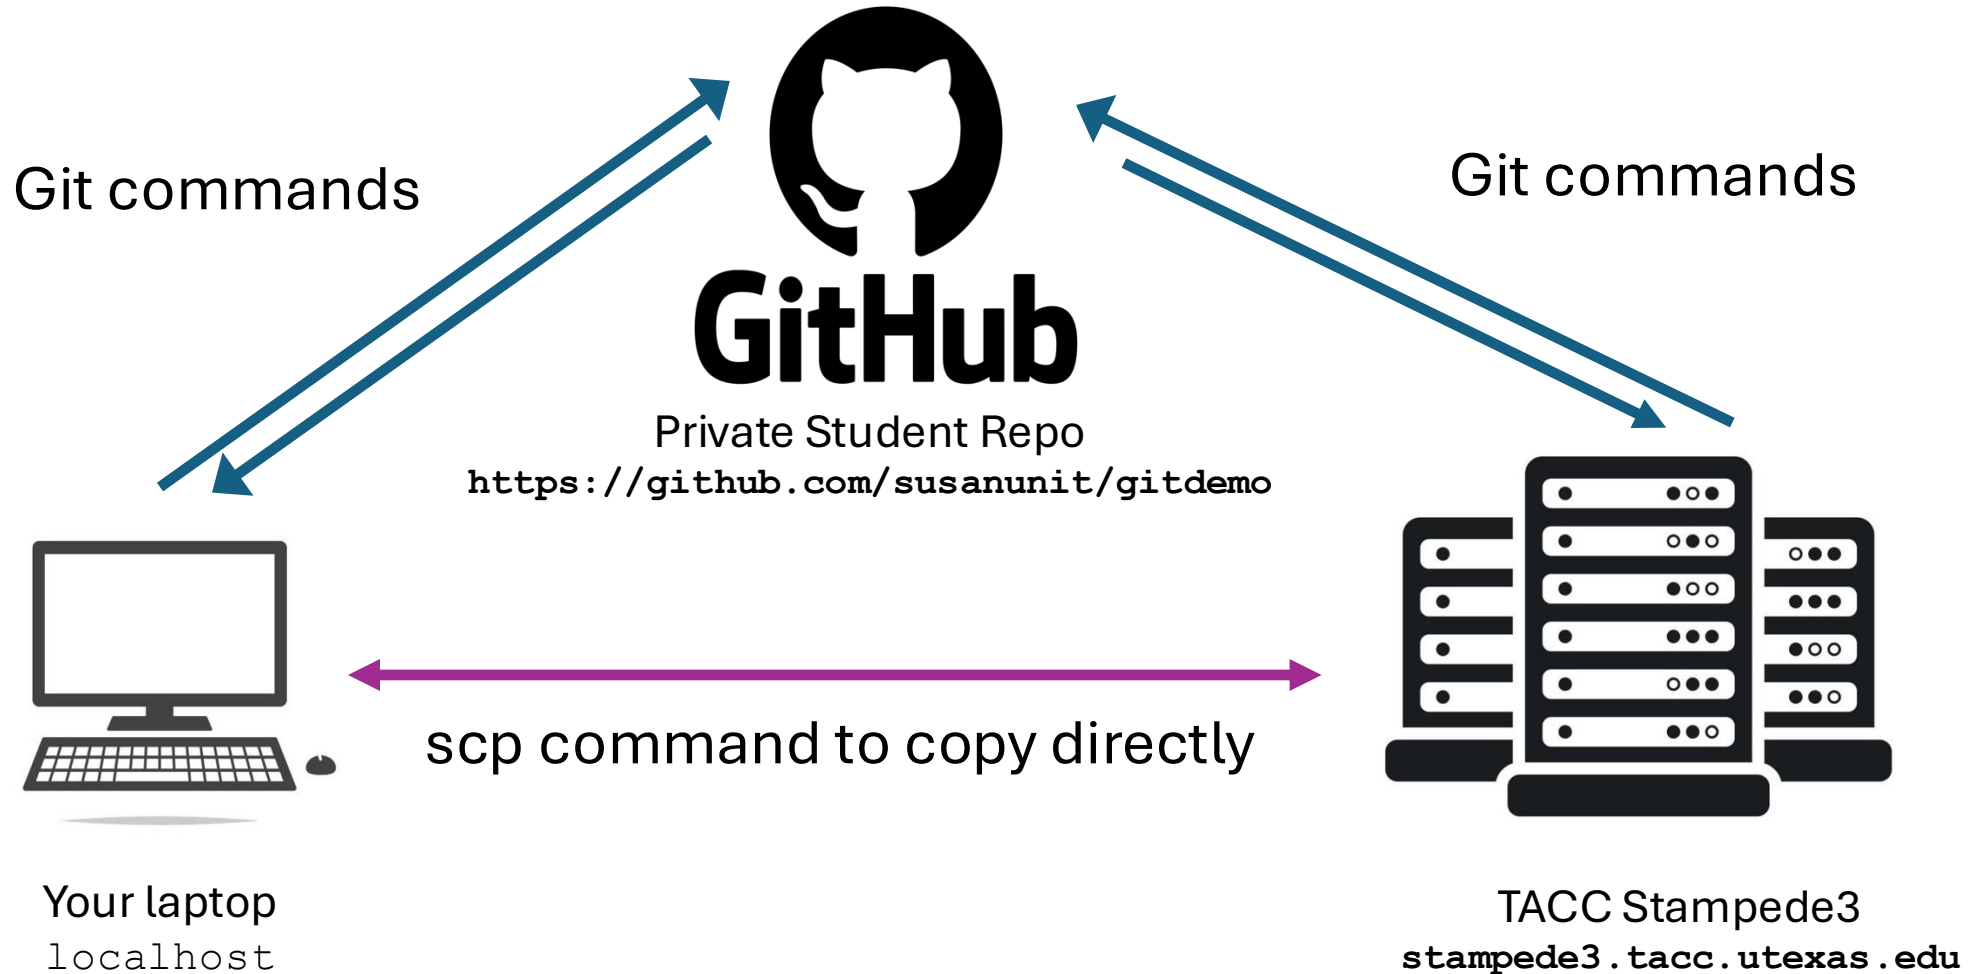 Git commands
Git commands
GitHub
Private Student Repo
https://github.com/susanunit/gitdemo
scp command to copy directly
Your laptop
localhost
TACC Stampede3
stampede3.tacc.utexas.edu